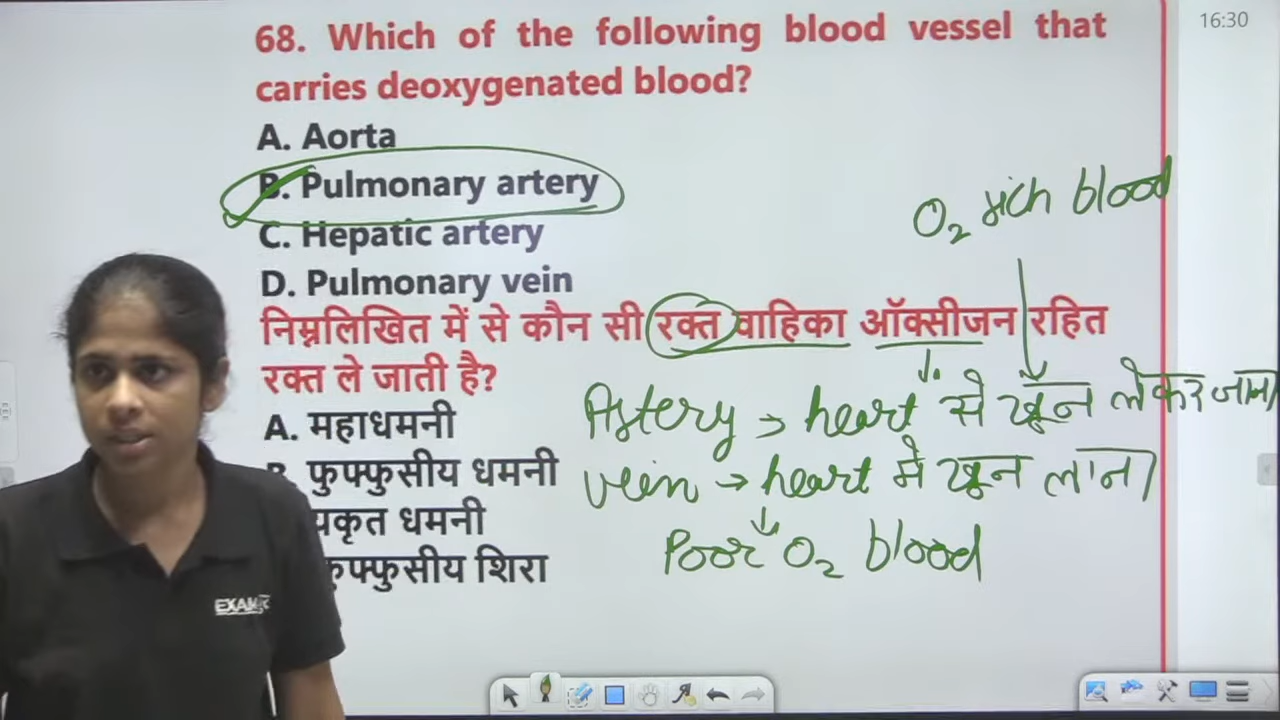 16:30
68. Which of the following blood vessel that
carries deoxygenated blood?
A. Aorta
B. Pulmonary artery
C. Hepatic artery
D. Pulmonary vein
O2 rich blood
निम्नलिखित में से कौन सी रक्त वाहिका ऑक्सीजन रहित
रक्त ले जाती है?
A. महाधमनी
B. फुफ्फुसीय धमनी
यकृत धमनी
फुफ्फुसीय शिरा
Artery → heart से खून लेकर जाना
vein → heart में खून लाना
Poor O2 blood
EXAM